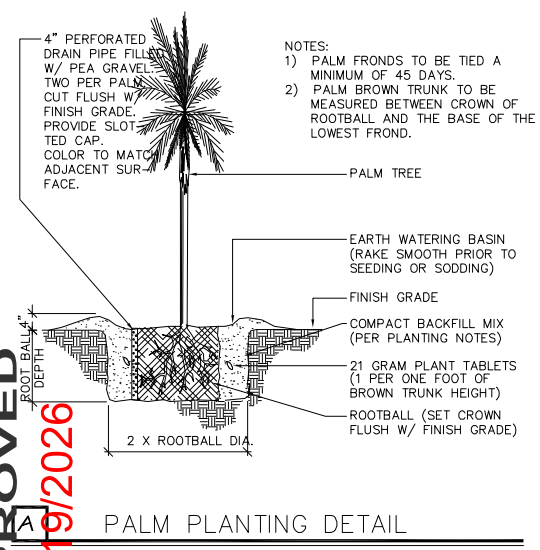 4" PERFORATED
DRAIN PIPE FILLED
W/ PEA GRAVEL.
TWO PER PALM
CUT FLUSH W/
FINISH GRADE.
PROVIDE SLOT-
TED CAP.
COLOR TO MATCH
ADJACENT SUR-
FACE.
NOTES:
1) PALM FRONDS TO BE TIED A
MINIMUM OF 45 DAYS.
2) PALM BROWN TRUNK TO BE
MEASURED BETWEEN CROWN OF
ROOTBALL AND THE BASE OF THE
LOWEST FROND.
PALM TREE
EARTH WATERING BASIN
(RAKE SMOOTH PRIOR TO
SEEDING OR SODDING)
FINISH GRADE
COMPACT BACKFILL MIX
(PER PLANTING NOTES)
21 GRAM PLANT TABLETS
(1 PER ONE FOOT OF
BROWN TRUNK HEIGHT)
ROOTBALL (SET CROWN
FLUSH W/ FINISH GRADE)
4"
ROOT BALL
DEPTH
2 X ROOTBALL DIA.
PROVED
19/2026
A
PALM PLANTING DETAIL